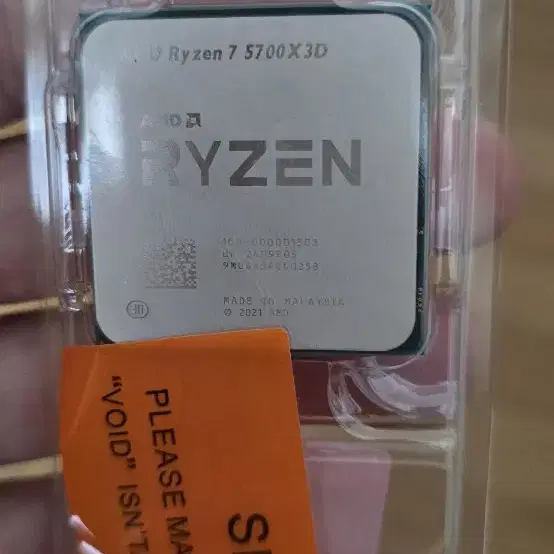 Ryzen 7 5700X3D
AMD
RYZEN
MADE IN MALAYSIA
© 2021 AMD
PLEASE MA
"VOID" ISN'T